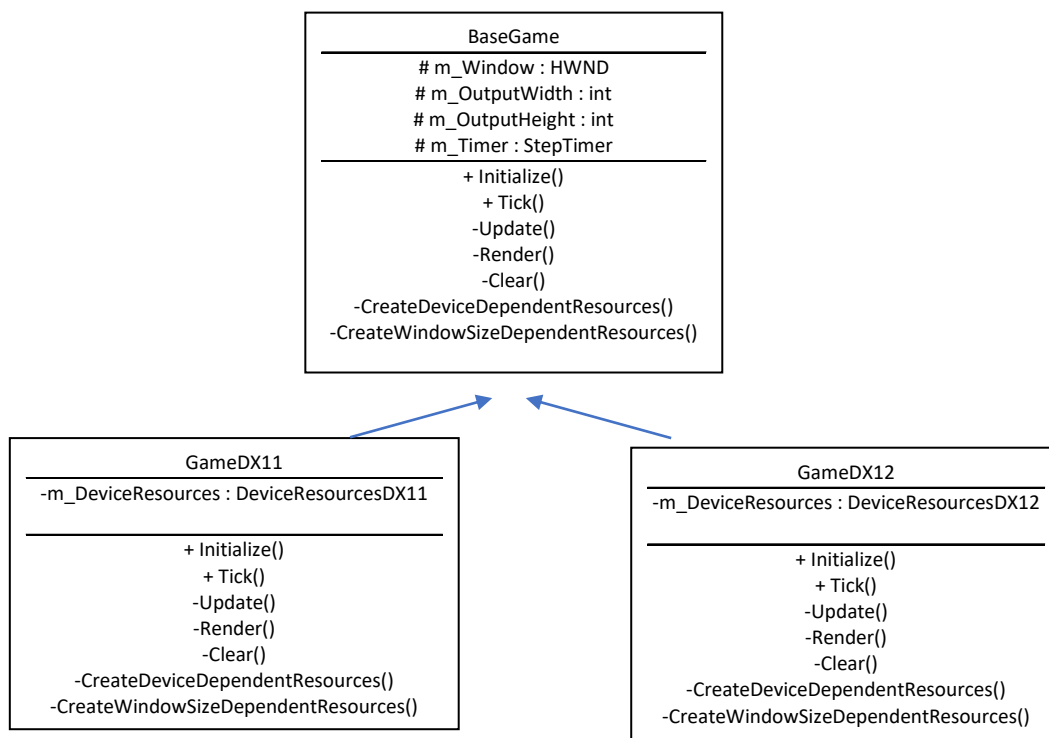 BaseGame
# m_Window : HWND
# m_OutputWidth : int
# m_OutputHeight : int
# m_Timer : StepTimer
+ Initialize()
+ Tick()
-Update()
-Render()
-Clear()
-CreateDeviceDependentResources()
-CreateWindowSizeDependentResources()
GameDX11
-m_DeviceResources : DeviceResourcesDX11
+ Initialize()
+ Tick()
-Update()
-Render()
-Clear()
-CreateDeviceDependentResources()
-CreateWindowSizeDependentResources()
GameDX12
-m_DeviceResources : DeviceResourcesDX12
+ Initialize()
+ Tick()
-Update()
-Render()
-Clear()
-CreateDeviceDependentResources()
-CreateWindowSizeDependentResources()